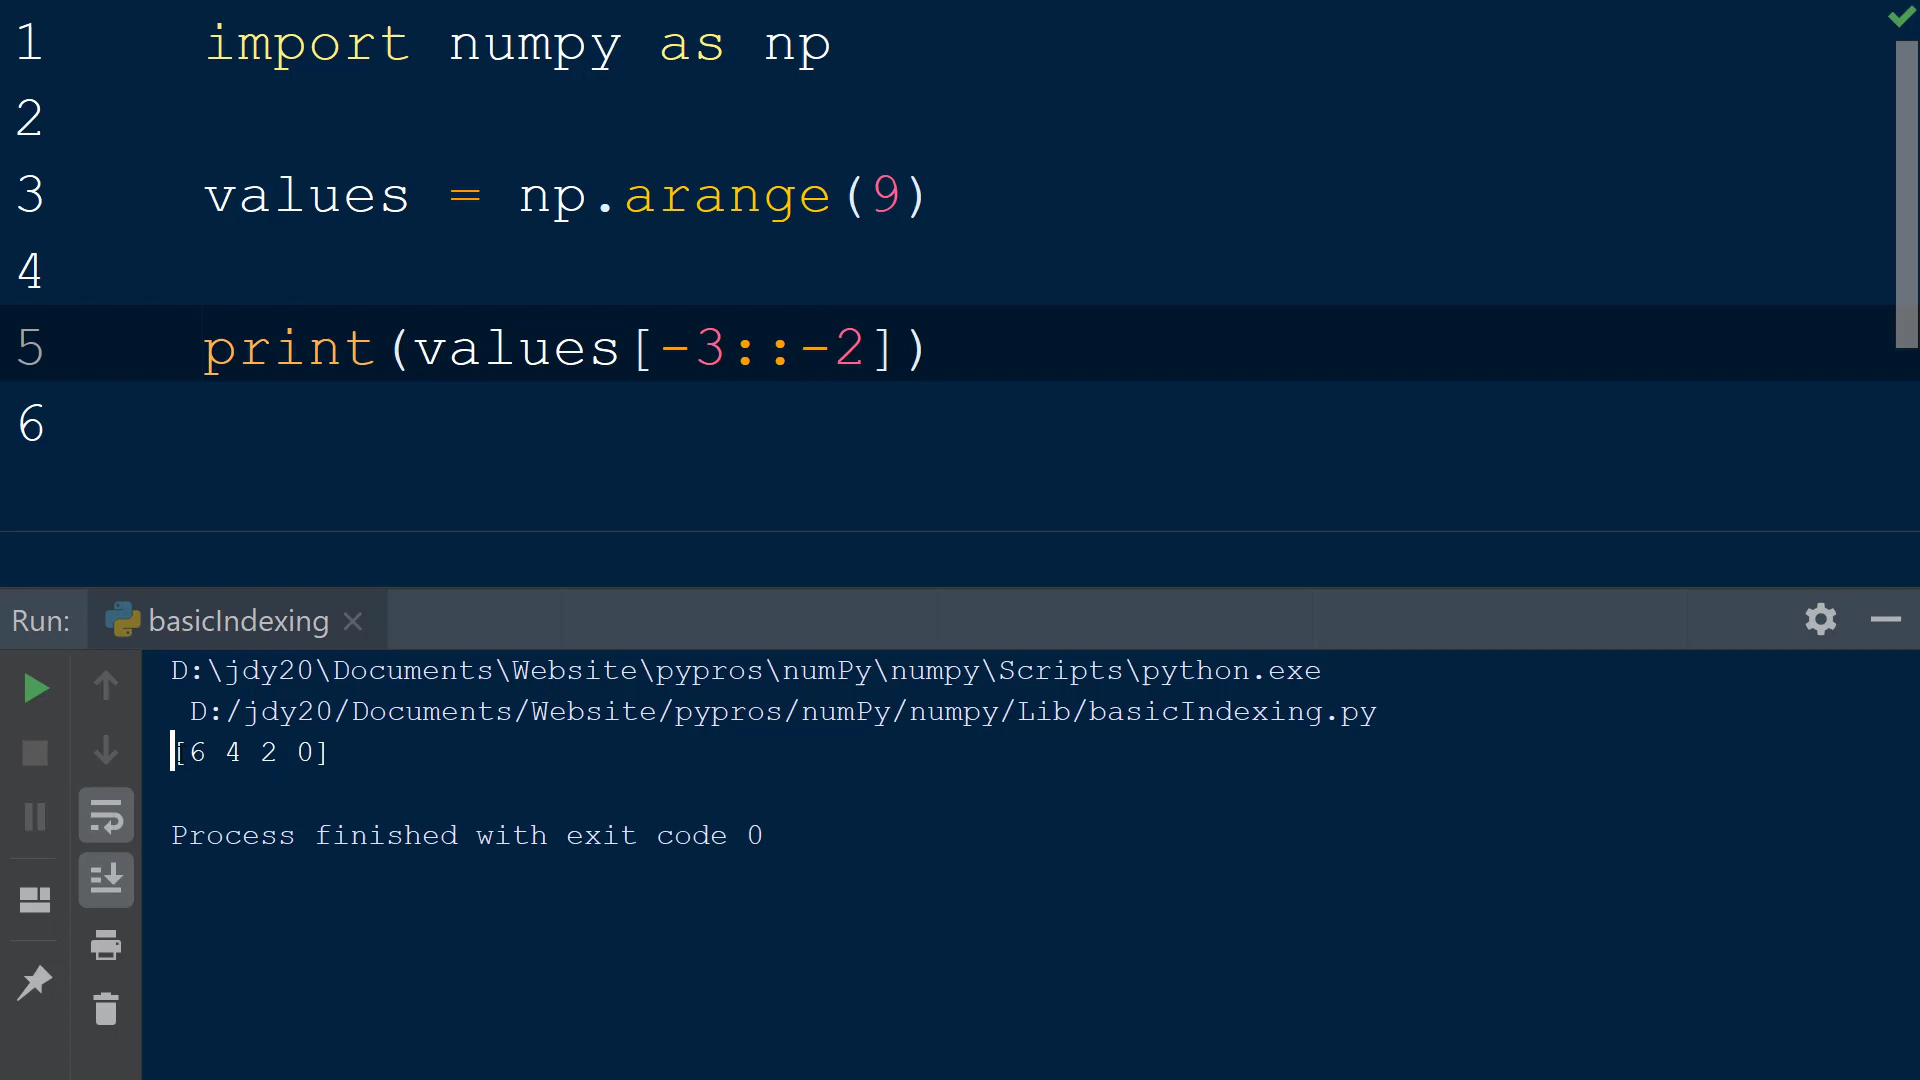 1 import numpy as np
2
3 values = np.arange(9)
4
5 print(values[-3::-2])
6
Run: basicIndexing
D:\jdy20\Documents\Website\pypros\numPy\numpy\Scripts\python.exe
D:/jdy20/Documents/Website/pypros/numPy/numpy/Lib/basicIndexing.py
[6 4 2 0]
Process finished with exit code 0